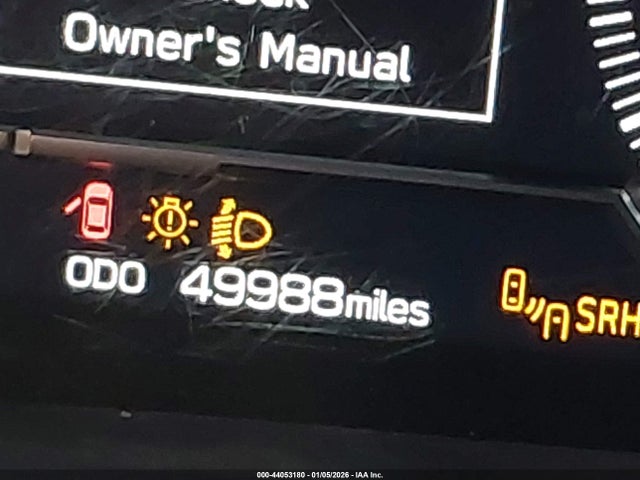 Owner's Manual
ODO 49988miles
SRH
000-44053180 - 01/05/2026 - IAA Inc.